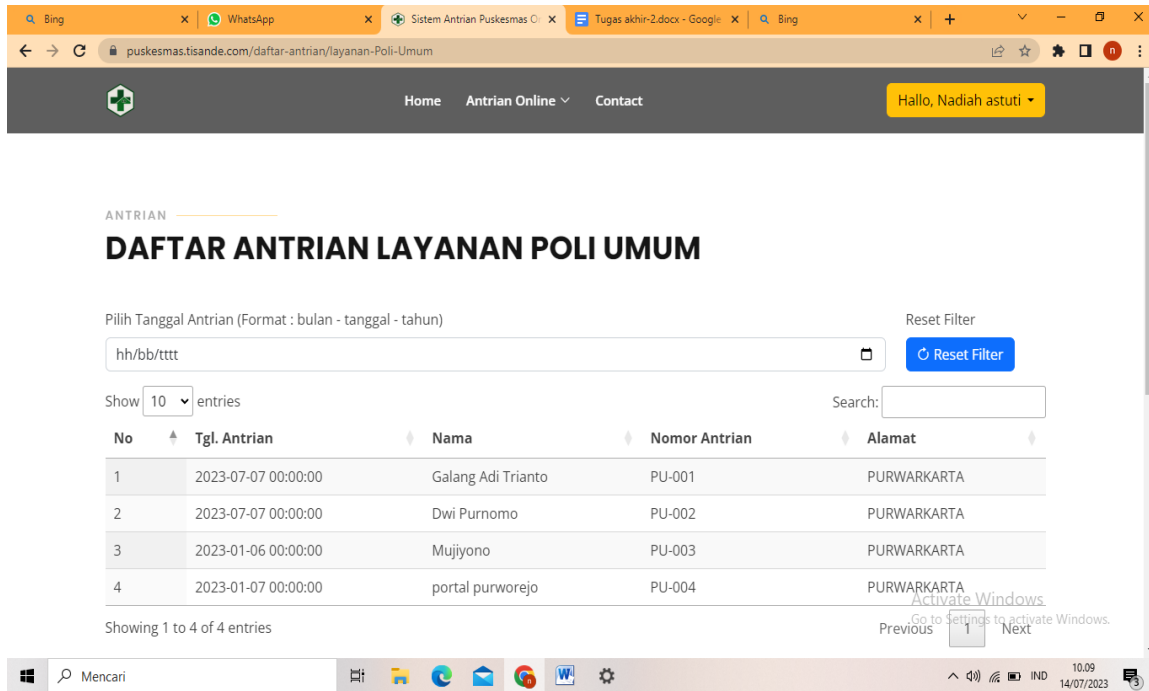 Bing
WhatsApp
Sistem Antrian Puskesmas O
Tugas akhir-2.docx - Google
Bing
puskesmas.tisande.com/daftar-antrian/layanan-Poli-Umum
n
Home Antrian Online Contact
Hallo, Nadiah astuti
ANTRIAN
DAFTAR ANTRIAN LAYANAN POLI UMUM
Pilih Tanggal Antrian (Format : bulan - tanggal - tahun)
Reset Filter
hh/bb/tttt
Reset Filter
Show 10 entries
Search:
No Tgl. Antrian Nama Nomor Antrian Alamat
1 2023-07-07 00:00:00 Galang Adi Trianto PU-001 PURWARKARTA
2 2023-07-07 00:00:00 Dwi Purnomo PU-002 PURWARKARTA
3 2023-01-06 00:00:00 Mujiyono PU-003 PURWARKARTA
4 2023-01-07 00:00:00 portal purworejo PU-004 PURWARKARTA
Activate Windows
Go to Settings to activate Windows.
Showing 1 to 4 of 4 entries
Previous 1 Next
Mencari
IND
10.09
14/07/2023
3